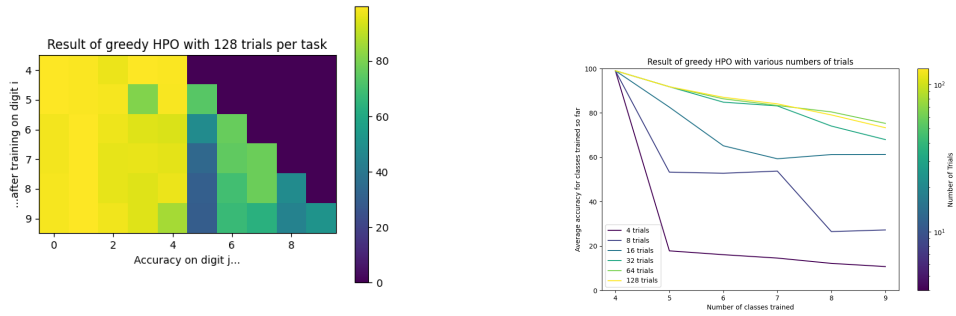 Result of greedy HPO with 128 trials per task
...after training on digit i
4
5
6
7
8
9
0 2 4 6 8
Accuracy on digit j...
80
60
40
20
0
Result of greedy HPO with various numbers of trials
Average accuracy for classes trained so far
100
80
60
40
20
0
4 trials
8 trials
16 trials
32 trials
64 trials
128 trials
4 5 6 7 8 9
Number of classes trained
10²
10¹
Number of Trials